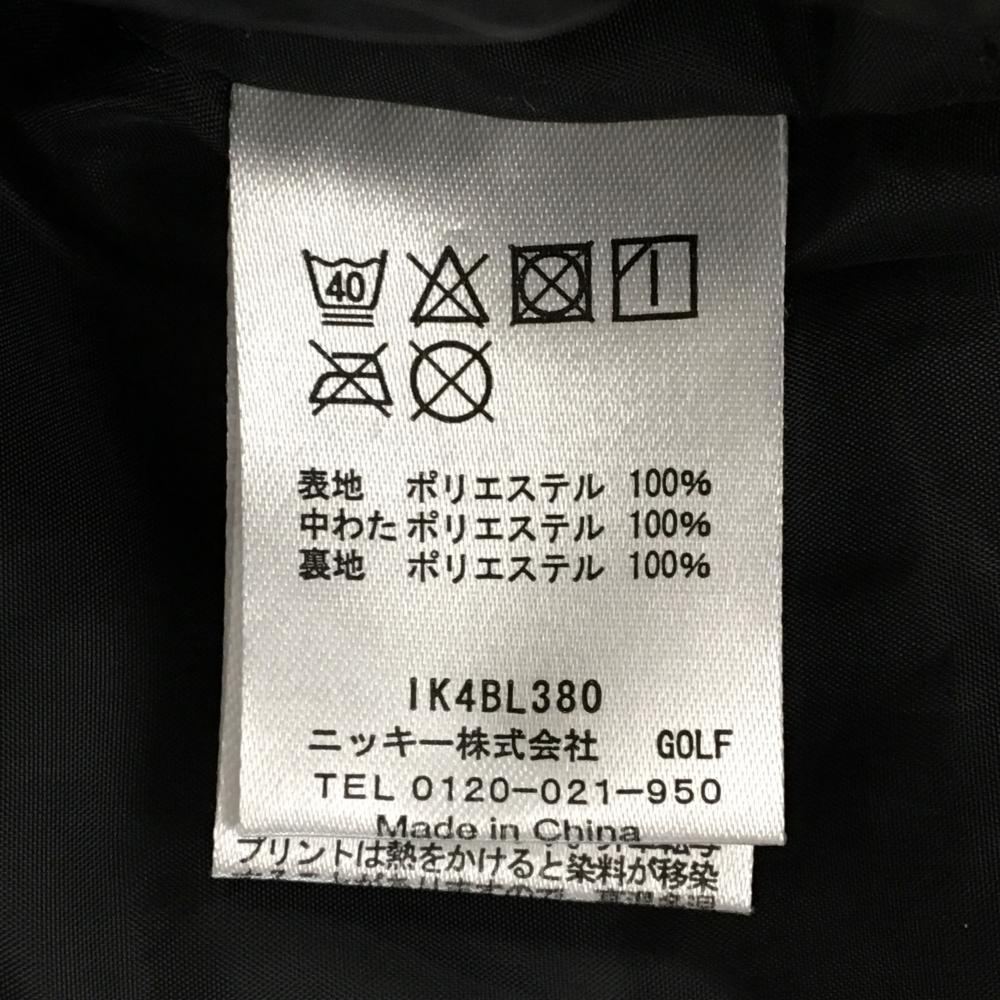 40
表地 ポリエステル 100%
中わた ポリエステル 100%
裏地 ポリエステル 100%
IK4BL380
ニッキー株式会社 GOLF
TEL 0120-021-950
Made in China
プリントは熱をかけると染料が移染